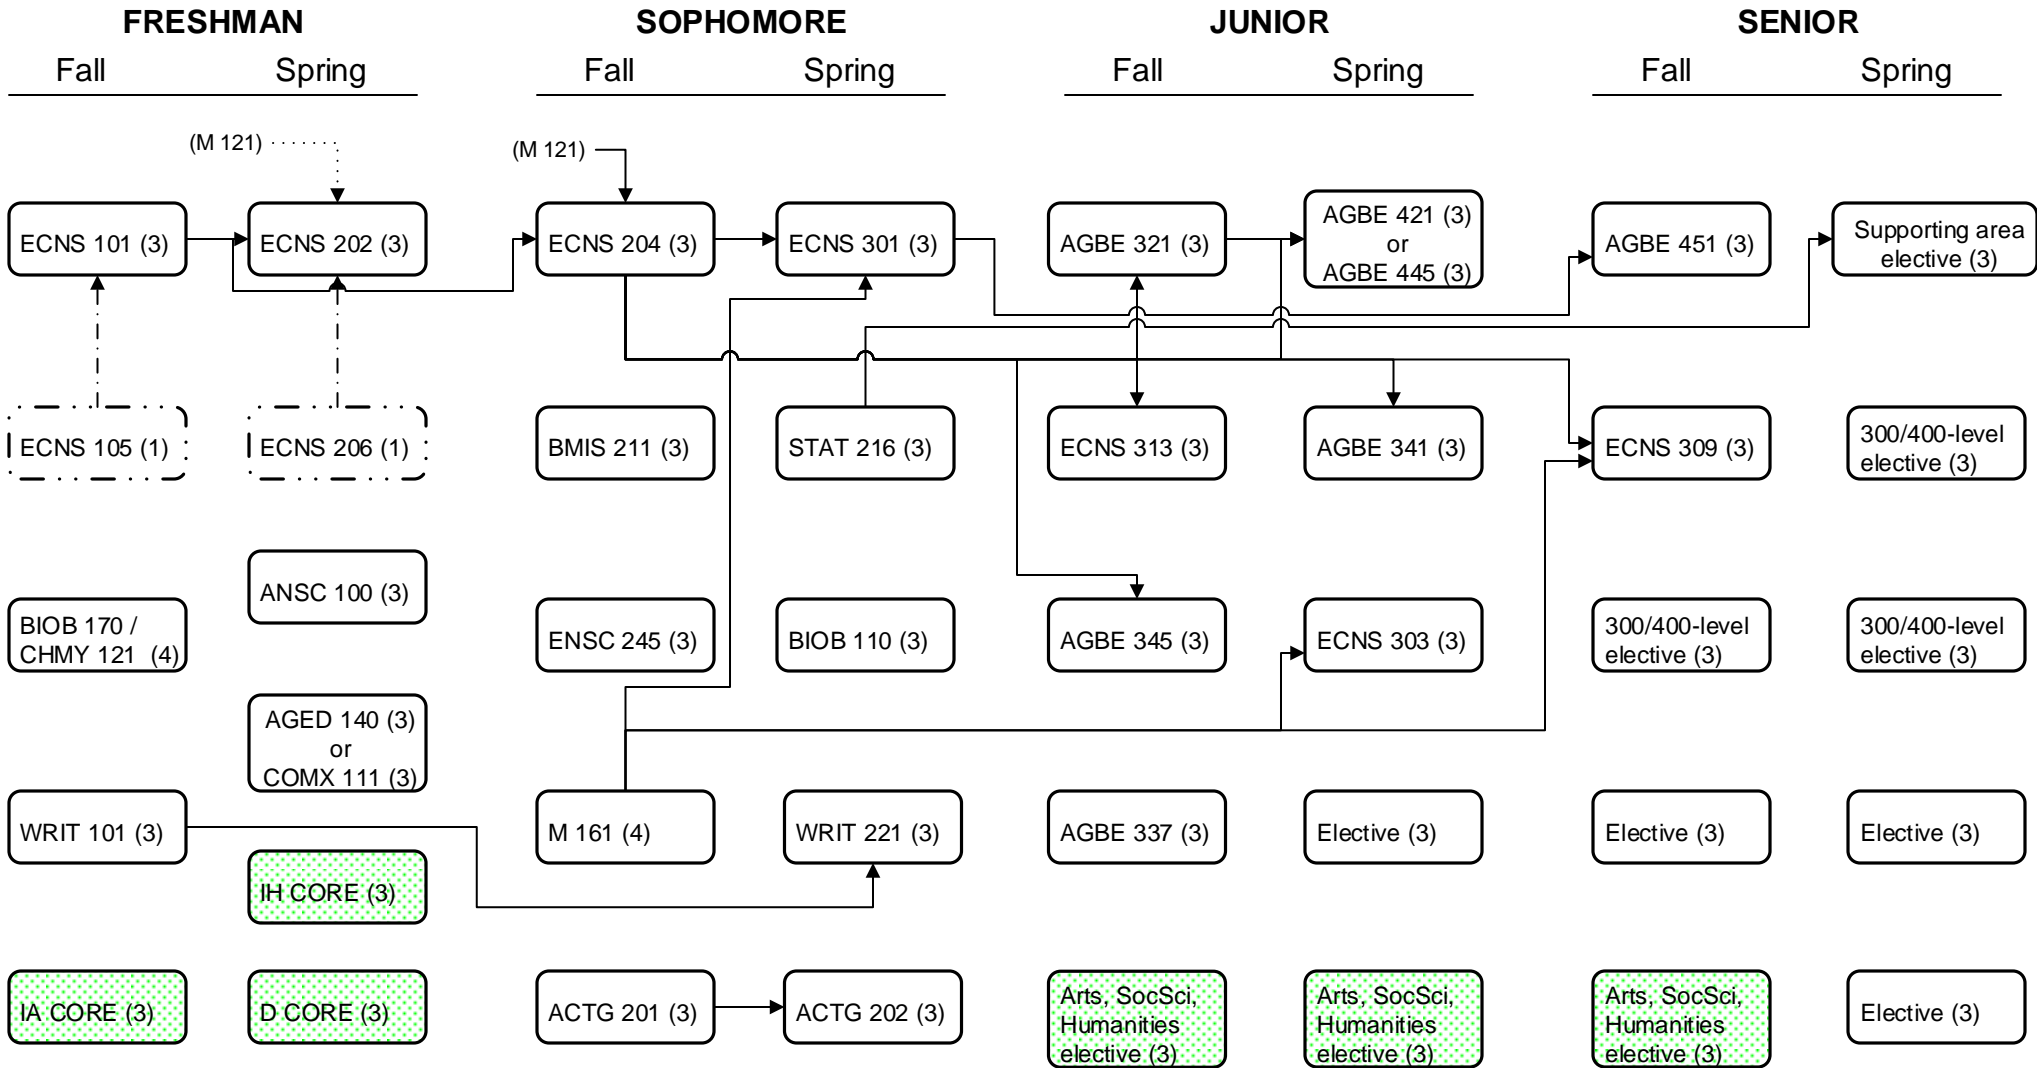 FRESHMAN
SOPHOMORE
JUNIOR
SENIOR
Fall
Spring
Fall
Spring
Fall
Spring
Fall
Spring
(M 121)
(M 121)
ECNS 101 (3)
ECNS 202 (3)
ECNS 204 (3)
ECNS 301 (3)
AGBE 321 (3)
AGBE 421 (3)
or
AGBE 445 (3)
AGBE 451 (3)
Supporting area
elective (3)
ECNS 105 (1)
ECNS 206 (1)
BMIS 211 (3)
STAT 216 (3)
ECNS 313 (3)
AGBE 341 (3)
ECNS 309 (3)
300/400-level
elective (3)
ANSC 100 (3)
BIOB 170 /
CHMY 121 (4)
ENSC 245 (3)
BIOB 110 (3)
AGBE 345 (3)
ECNS 303 (3)
300/400-level
elective (3)
300/400-level
elective (3)
AGED 140 (3)
or
COMX 111 (3)
WRIT 101 (3)
M 161 (4)
WRIT 221 (3)
AGBE 337 (3)
Elective (3)
Elective (3)
Elective (3)
IH CORE (3)
IA CORE (3)
D CORE (3)
ACTG 201 (3)
ACTG 202 (3)
Arts, SocSci,
Humanities
elective (3)
Arts, SocSci,
Humanities
elective (3)
Arts, SocSci,
Humanities
elective (3)
Elective (3)